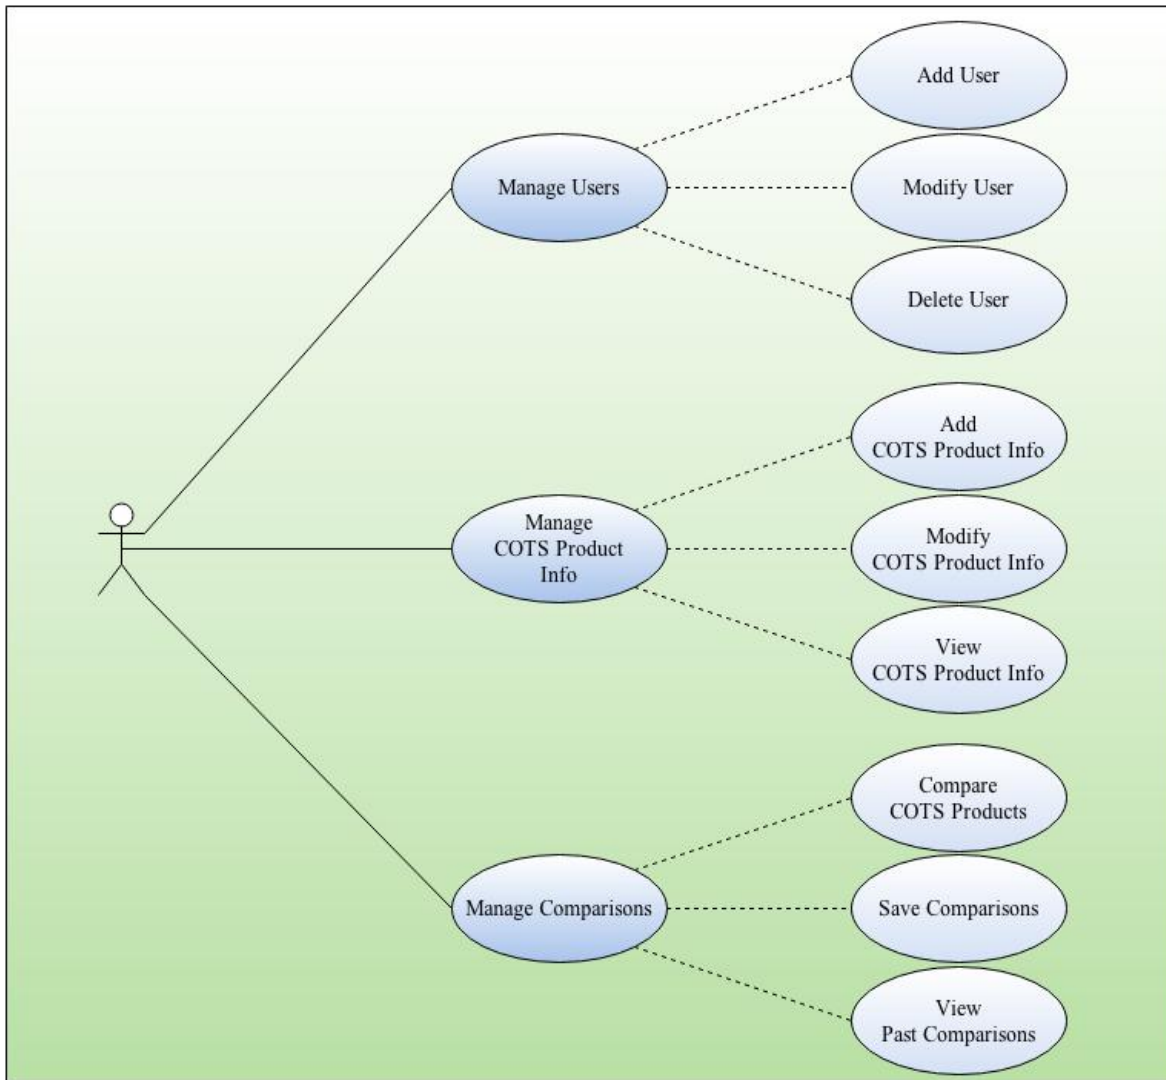 Add User
Manage Users
Modify User
Delete User
Add
COTS Product Info
Manage
COTS Product
Info
Modify
COTS Product Info
View
COTS Product Info
Compare
COTS Products
Manage Comparisons
Save Comparisons
View
Past Comparisons